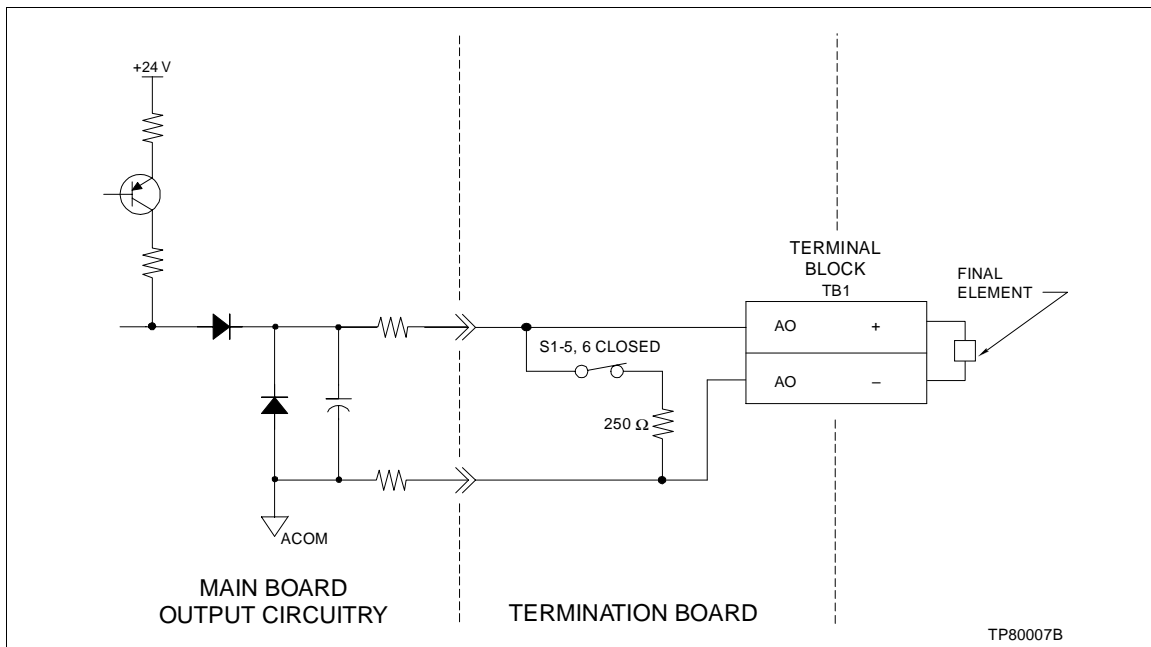 +24 V
TERMINAL
BLOCK
TB1
FINAL
ELEMENT
AO +
S1-5, 6 CLOSED
AO –
250 Ω
ACOM
MAIN BOARD
OUTPUT CIRCUITRY
TERMINATION BOARD
TP80007B